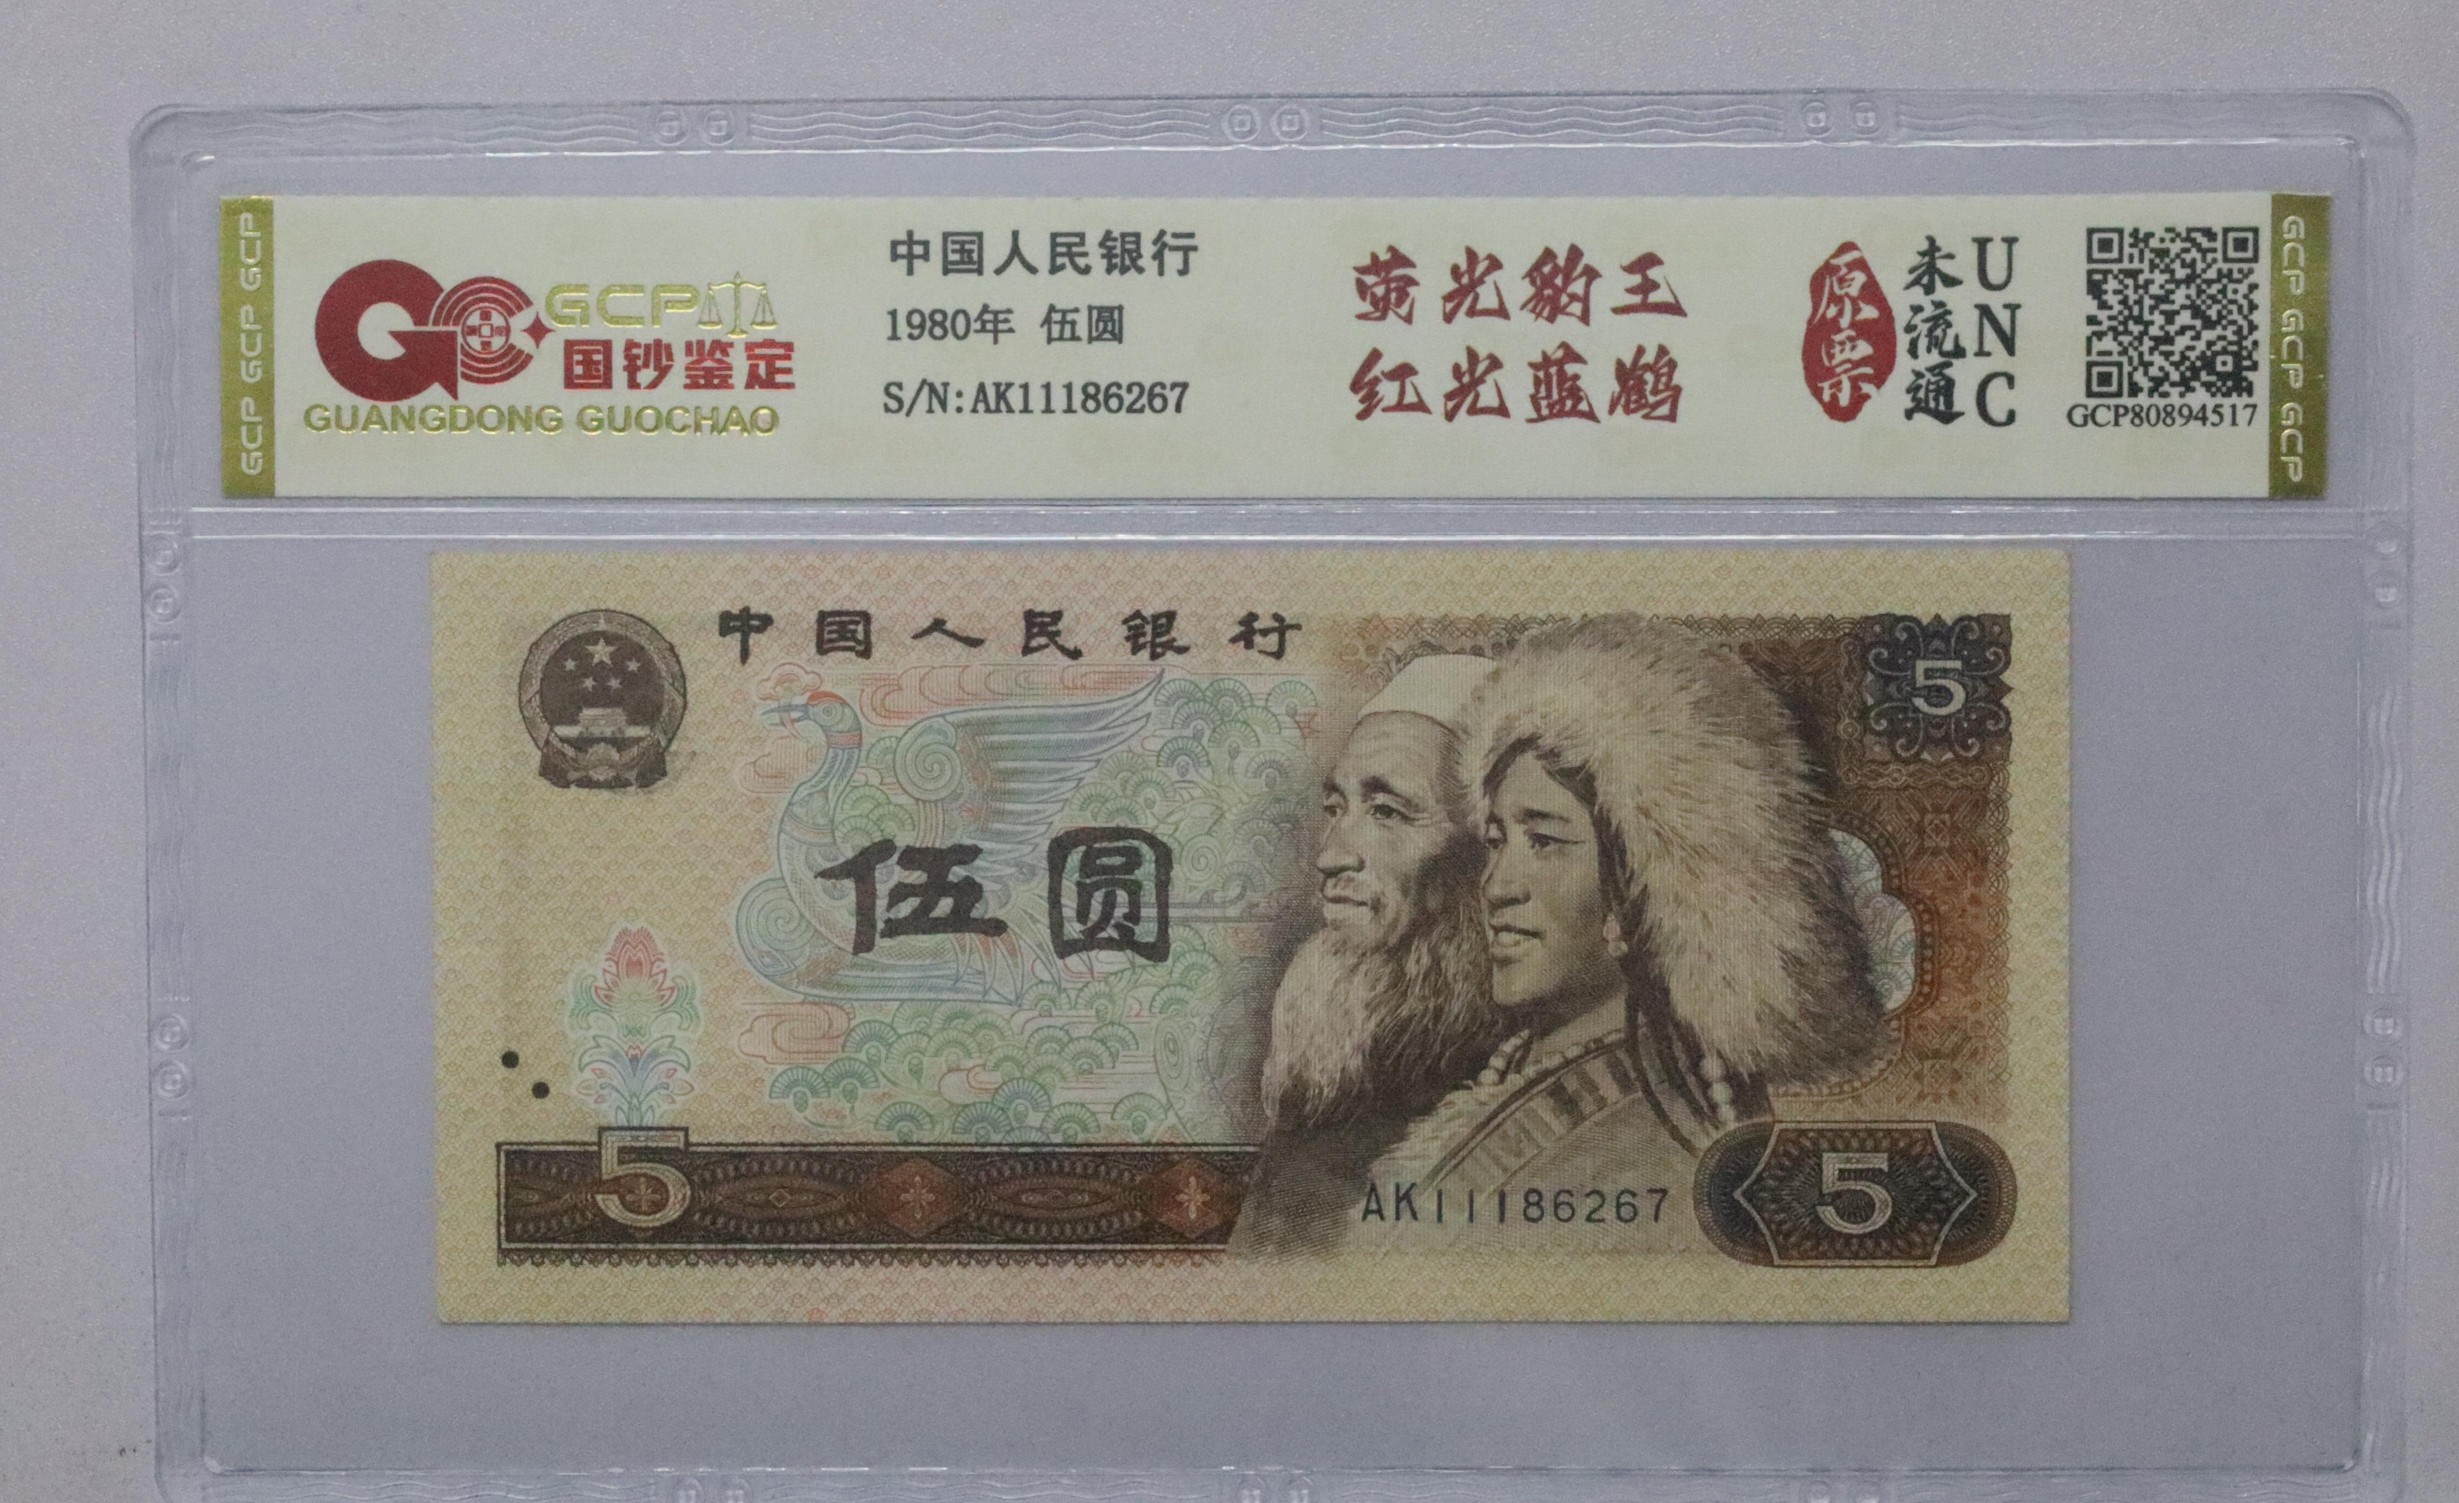 GCP GCP GCP
GCP
国钞鉴定
GUANGDONG GUOCHAO
中国人民银行
1980年 伍圆
S/N:AK11186267
荧光豹王
红光蓝鹤
原票
未流通
UNC
GCP80894517
GCP GCP GCP
中国人民银行
5
伍圆
5
AK11186267
5